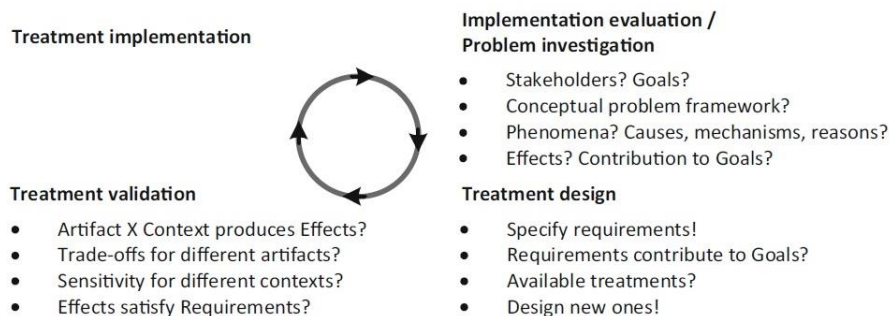 Treatment implementation
Implementation evaluation /
Problem investigation
• Stakeholders? Goals?
• Conceptual problem framework?
• Phenomena? Causes, mechanisms, reasons?
• Effects? Contribution to Goals?
Treatment validation
• Artifact X Context produces Effects?
• Trade-offs for different artifacts?
• Sensitivity for different contexts?
• Effects satisfy Requirements?
Treatment design
• Specify requirements!
• Requirements contribute to Goals?
• Available treatments?
• Design new ones!